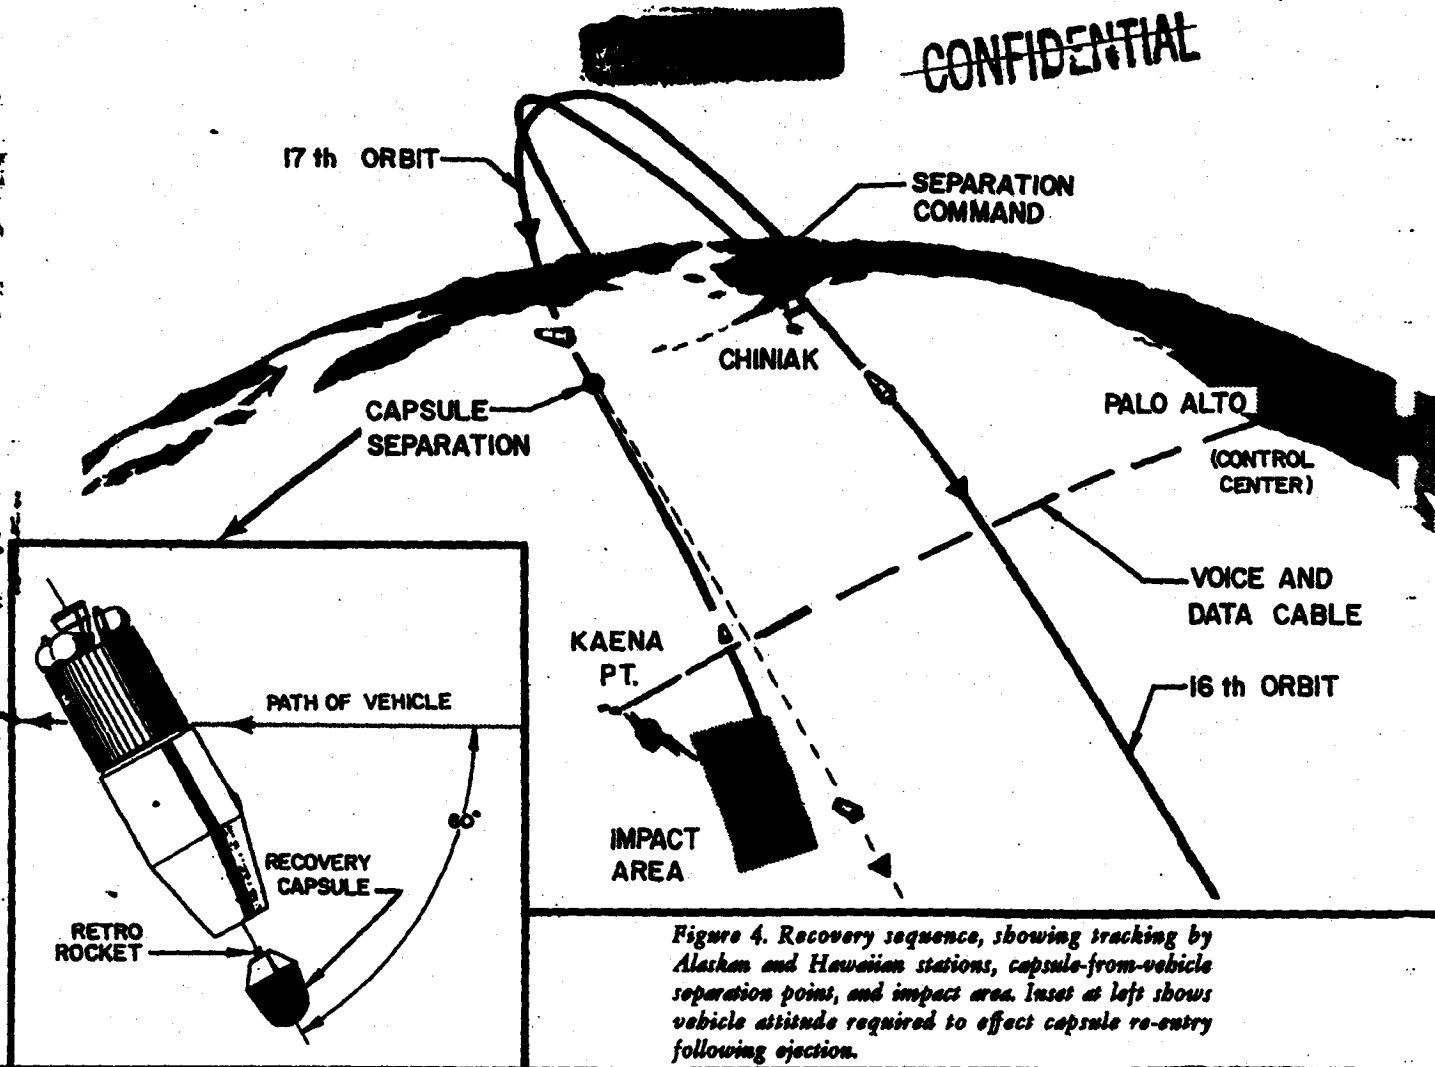 CONFIDENTIAL
17 th ORBIT
SEPARATION
COMMAND
CHINIAK
CAPSULE
SEPARATION
PALO ALTO
(CONTROL
CENTER)
VOICE AND
DATA CABLE
KAENA
PT.
16 th ORBIT
PATH OF VEHICLE
60°
IMPACT
AREA
RECOVERY
CAPSULE
RETRO
ROCKET
Figure 4. Recovery sequence, showing tracking by
Alaskan and Hawaiian stations, capsule-from-vehicle
separation point, and impact area. Inset at left shows
vehicle attitude required to effect capsule re-entry
following ejection.